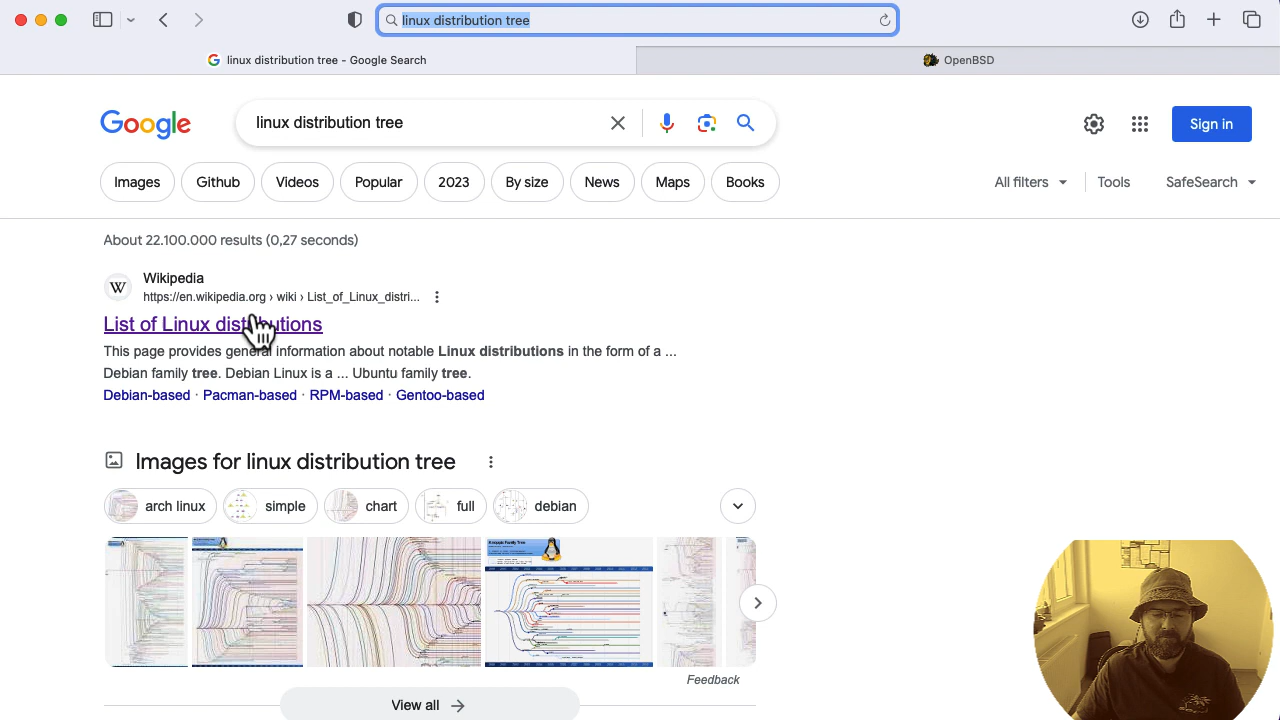 linux distribution tree
linux distribution tree - Google Search
OpenBSD
Google
linux distribution tree
Sign in
Images
Github
Videos
Popular
2023
By size
News
Maps
Books
All filters
Tools
SafeSearch
About 22.100.000 results (0,27 seconds)
W
Wikipedia
https://en.wikipedia.org › wiki › List_of_Linux_distri...
List of Linux distributions
This page provides general information about notable Linux distributions in the form of a ...
Debian family tree. Debian Linux is a ... Ubuntu family tree.
Debian-based · Pacman-based · RPM-based · Gentoo-based
Images for linux distribution tree
arch linux
simple
chart
full
debian
Knoppix Family Tree
Feedback
View all